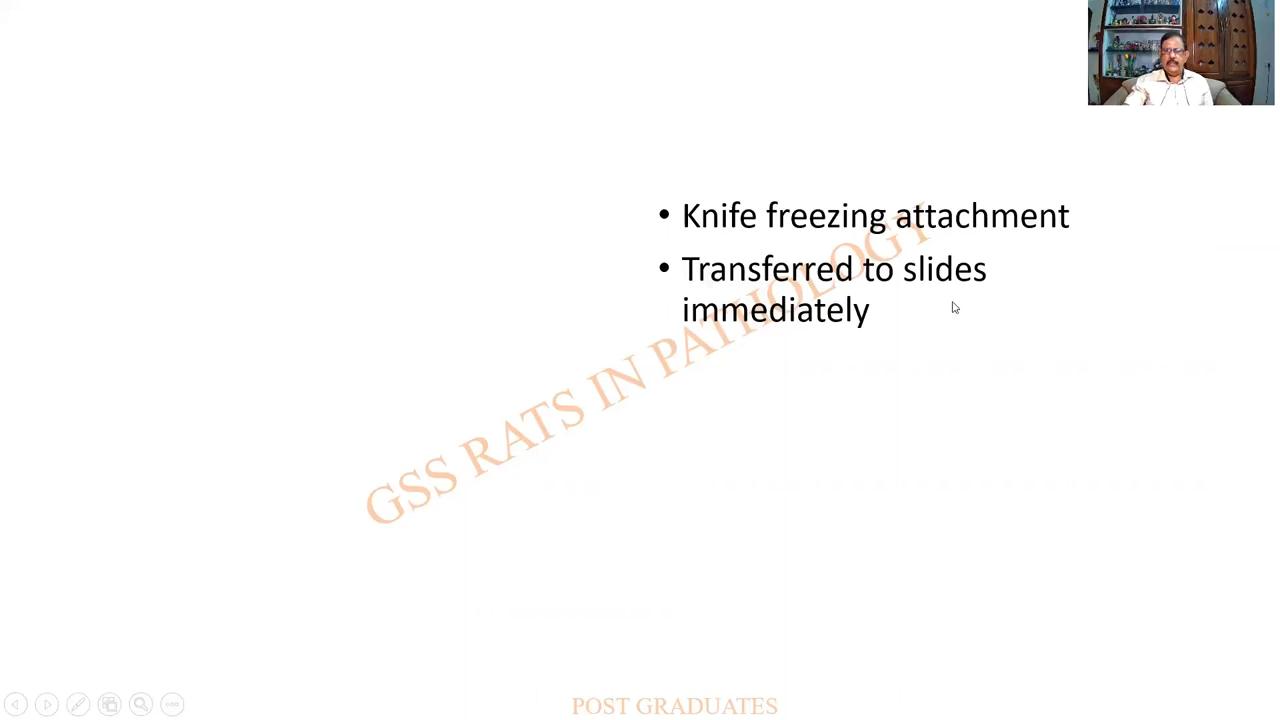 • Knife freezing attachment
• Transferred to slides
immediately
GSS RATS IN PATHOLOGY
POST GRADUATES